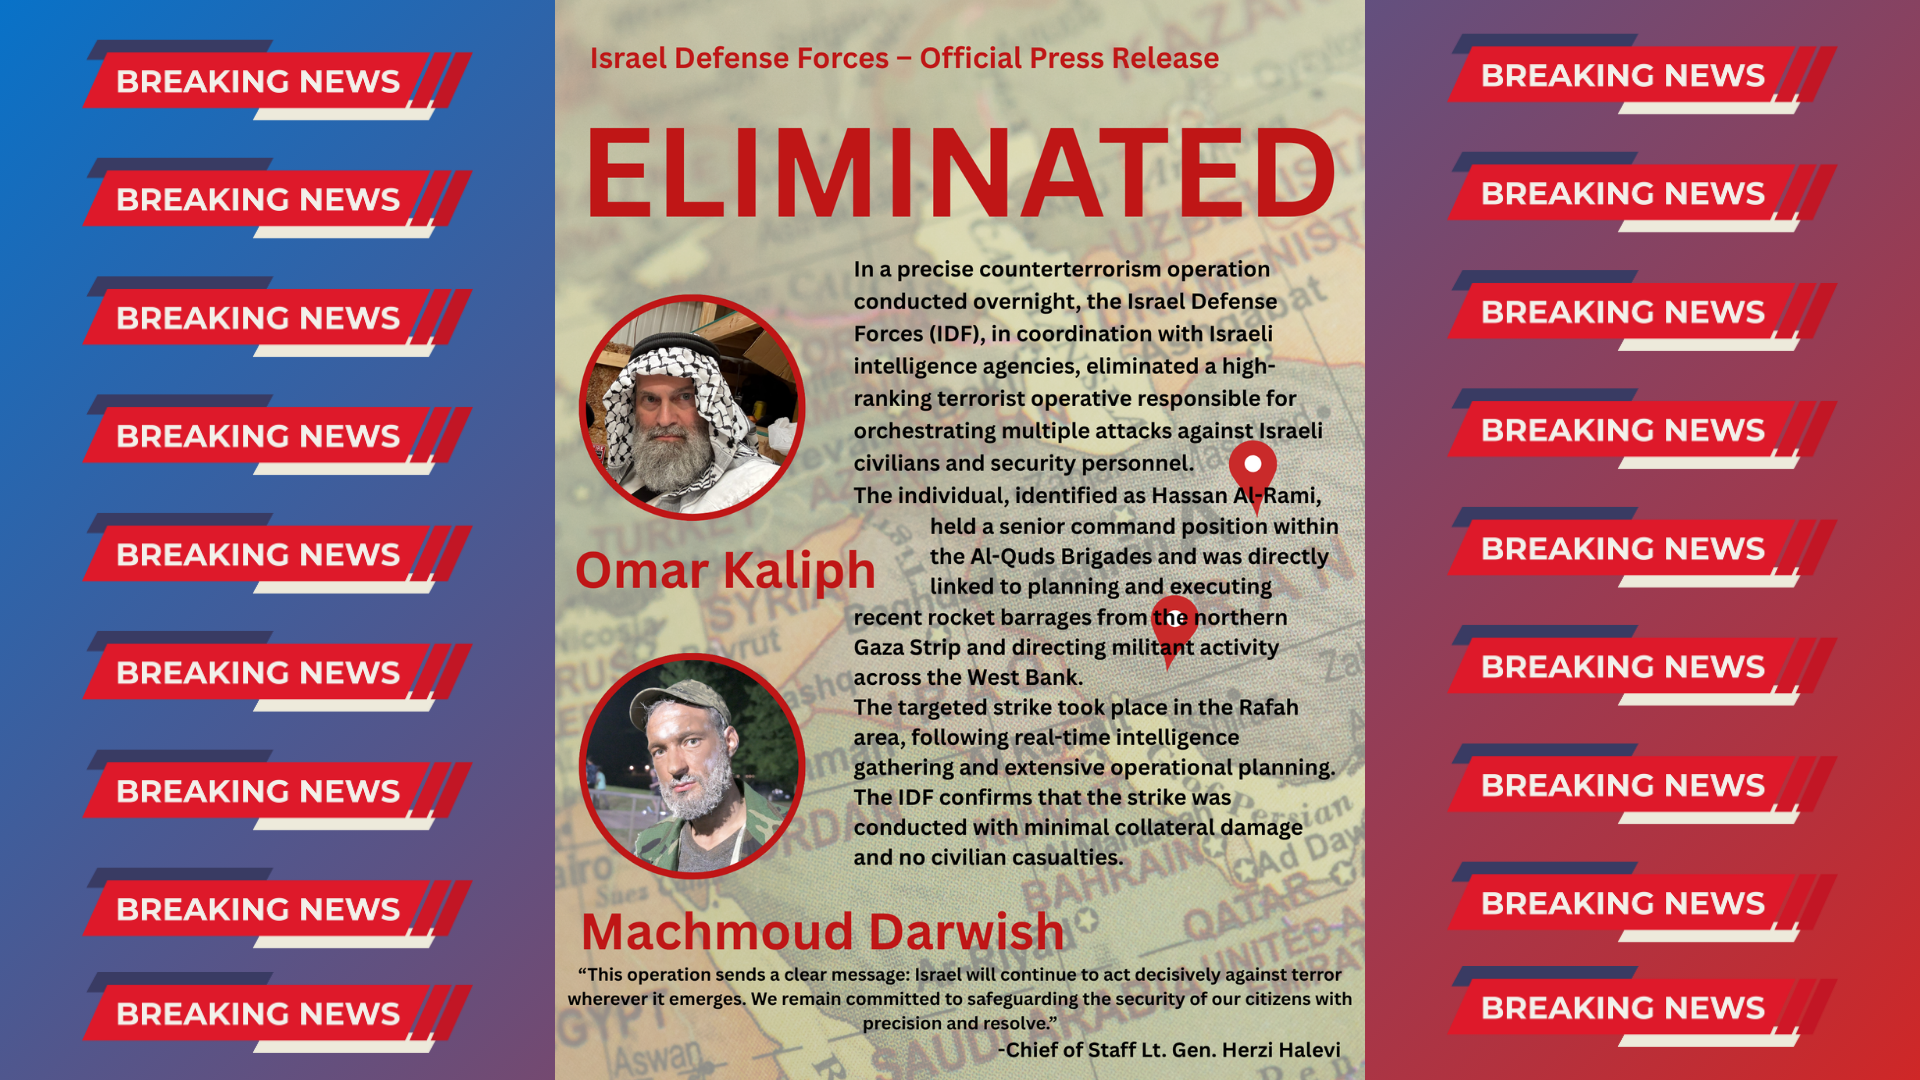 BREAKING NEWS
BREAKING NEWS
BREAKING NEWS
BREAKING NEWS
BREAKING NEWS
BREAKING NEWS
BREAKING NEWS
BREAKING NEWS
BREAKING NEWS
Israel Defense Forces – Official Press Release
ELIMINATED
In a precise counterterrorism operation
conducted overnight, the Israel Defense
Forces (IDF), in coordination with Israeli
intelligence agencies, eliminated a high-
ranking terrorist operative responsible for
orchestrating multiple attacks against Israeli
civilians and security personnel.
The individual, identified as Hassan Al-Rami,
held a senior command position within
the Al-Quds Brigades and was directly
linked to planning and executing
recent rocket barrages from the northern
Gaza Strip and directing militant activity
across the West Bank.
The targeted strike took place in the Rafah
area, following real-time intelligence
gathering and extensive operational planning.
The IDF confirms that the strike was
conducted with minimal collateral damage
and no civilian casualties.
Omar Kaliph
Machmoud Darwish
“This operation sends a clear message: Israel will continue to act decisively against terror
wherever it emerges. We remain committed to safeguarding the security of our citizens with
precision and resolve.”
-Chief of Staff Lt. Gen. Herzi Halevi
TURKEY
SYRIA
Nicosia
IRAQ
BAHRAIN
QATAR
UNITED
SAUDI ARABIA
Aswan
BREAKING NEWS
BREAKING NEWS
BREAKING NEWS
BREAKING NEWS
BREAKING NEWS
BREAKING NEWS
BREAKING NEWS
BREAKING NEWS
BREAKING NEWS